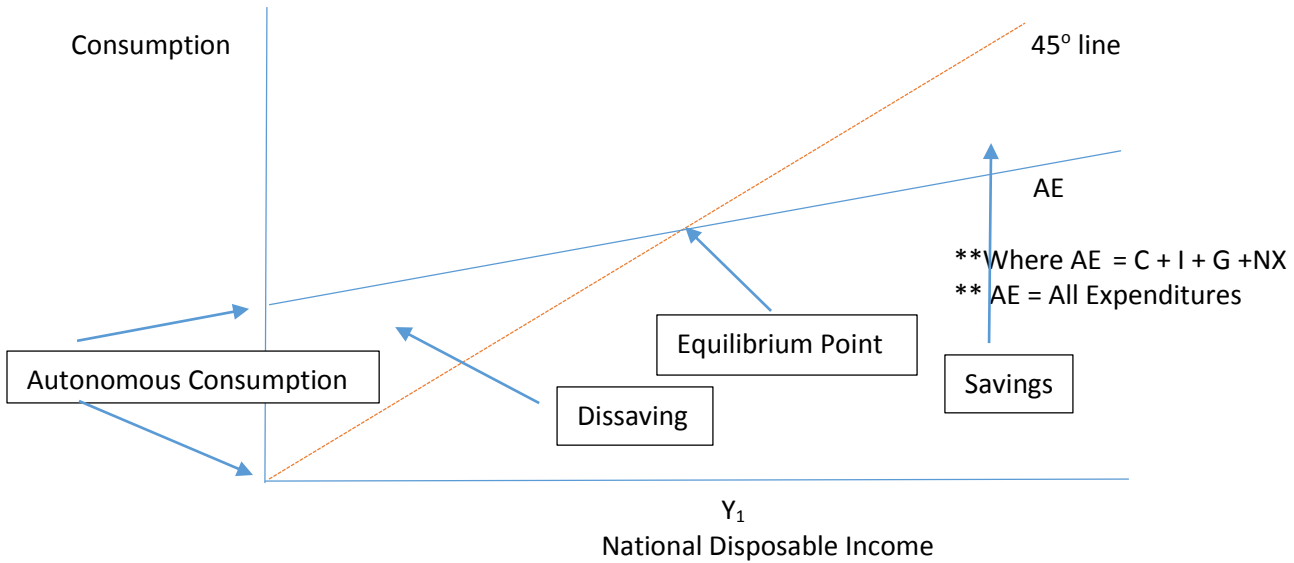 Consumption
45º line
AE
**Where AE = C + I + G +NX
** AE = All Expenditures
Equilibrium Point
Autonomous Consumption
Savings
Dissaving
Y₁
National Disposable Income